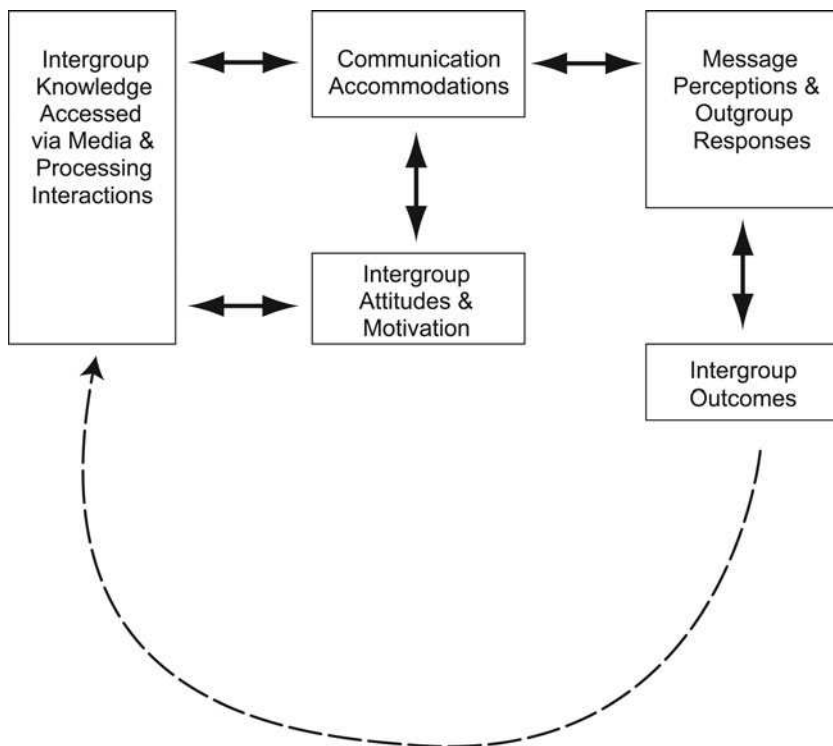 Intergroup
Knowledge
Accessed
via Media &
Processing
Interactions
Communication
Accommodations
Message
Perceptions &
Outgroup
Responses
Intergroup
Attitudes &
Motivation
Intergroup
Outcomes